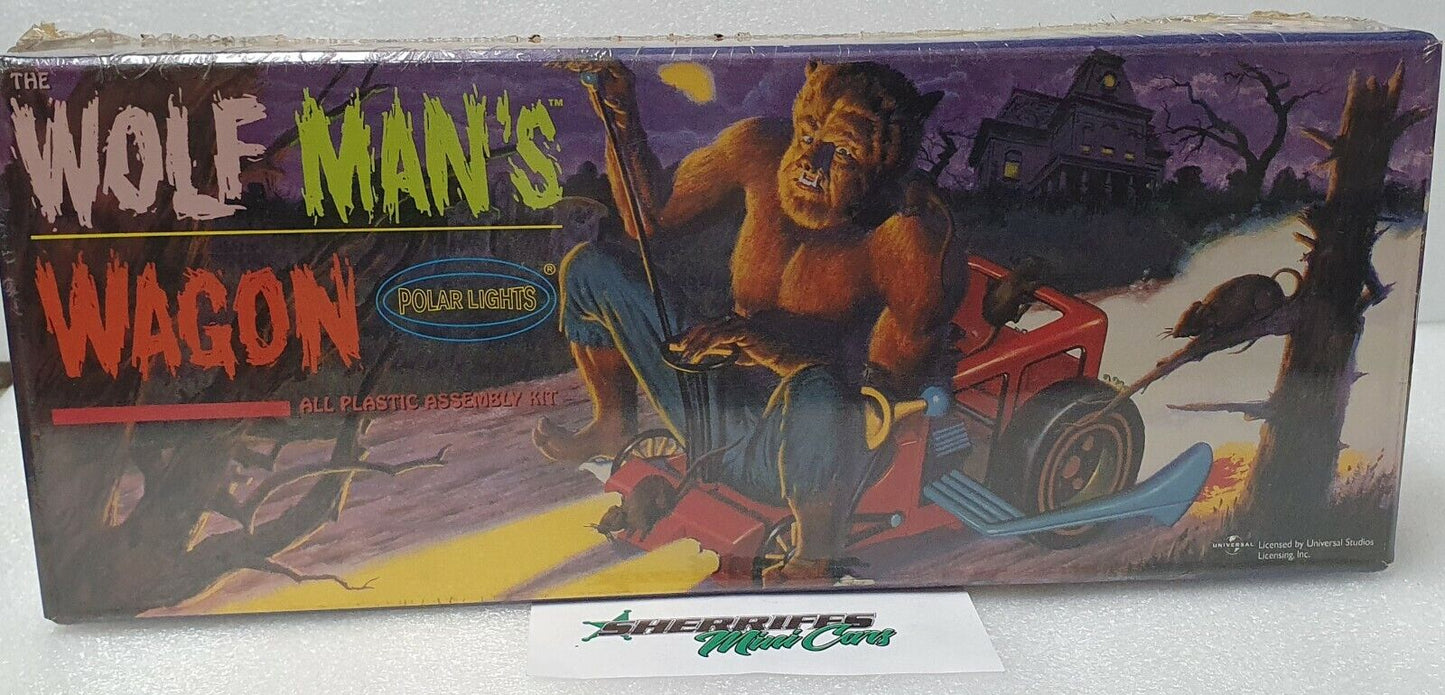 THE
WOLF MAN'S™
WAGON
POLAR LIGHTS®
ALL PLASTIC ASSEMBLY KIT
UNIVERSAL Licensed by Universal Studios
Licensing, Inc.
SHERRIFFS
Mini Cars